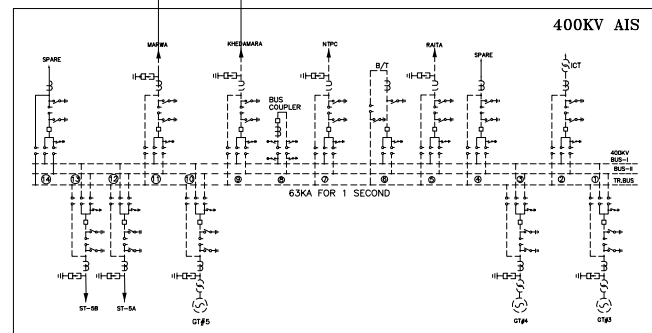 400KV AIS
SPARE
MARWA
KHEDAMARA
NTPC
B/T
RAITA
SPARE
ICT
BUS
COUPLER
400KV
BUS-I
BUS-II
TR.BUS
14
13
12
11
10
9
8
7
6
5
4
3
2
1
63KA FOR 1 SECOND
ST-5B
ST-5A
GT#5
GT#4
GT#3